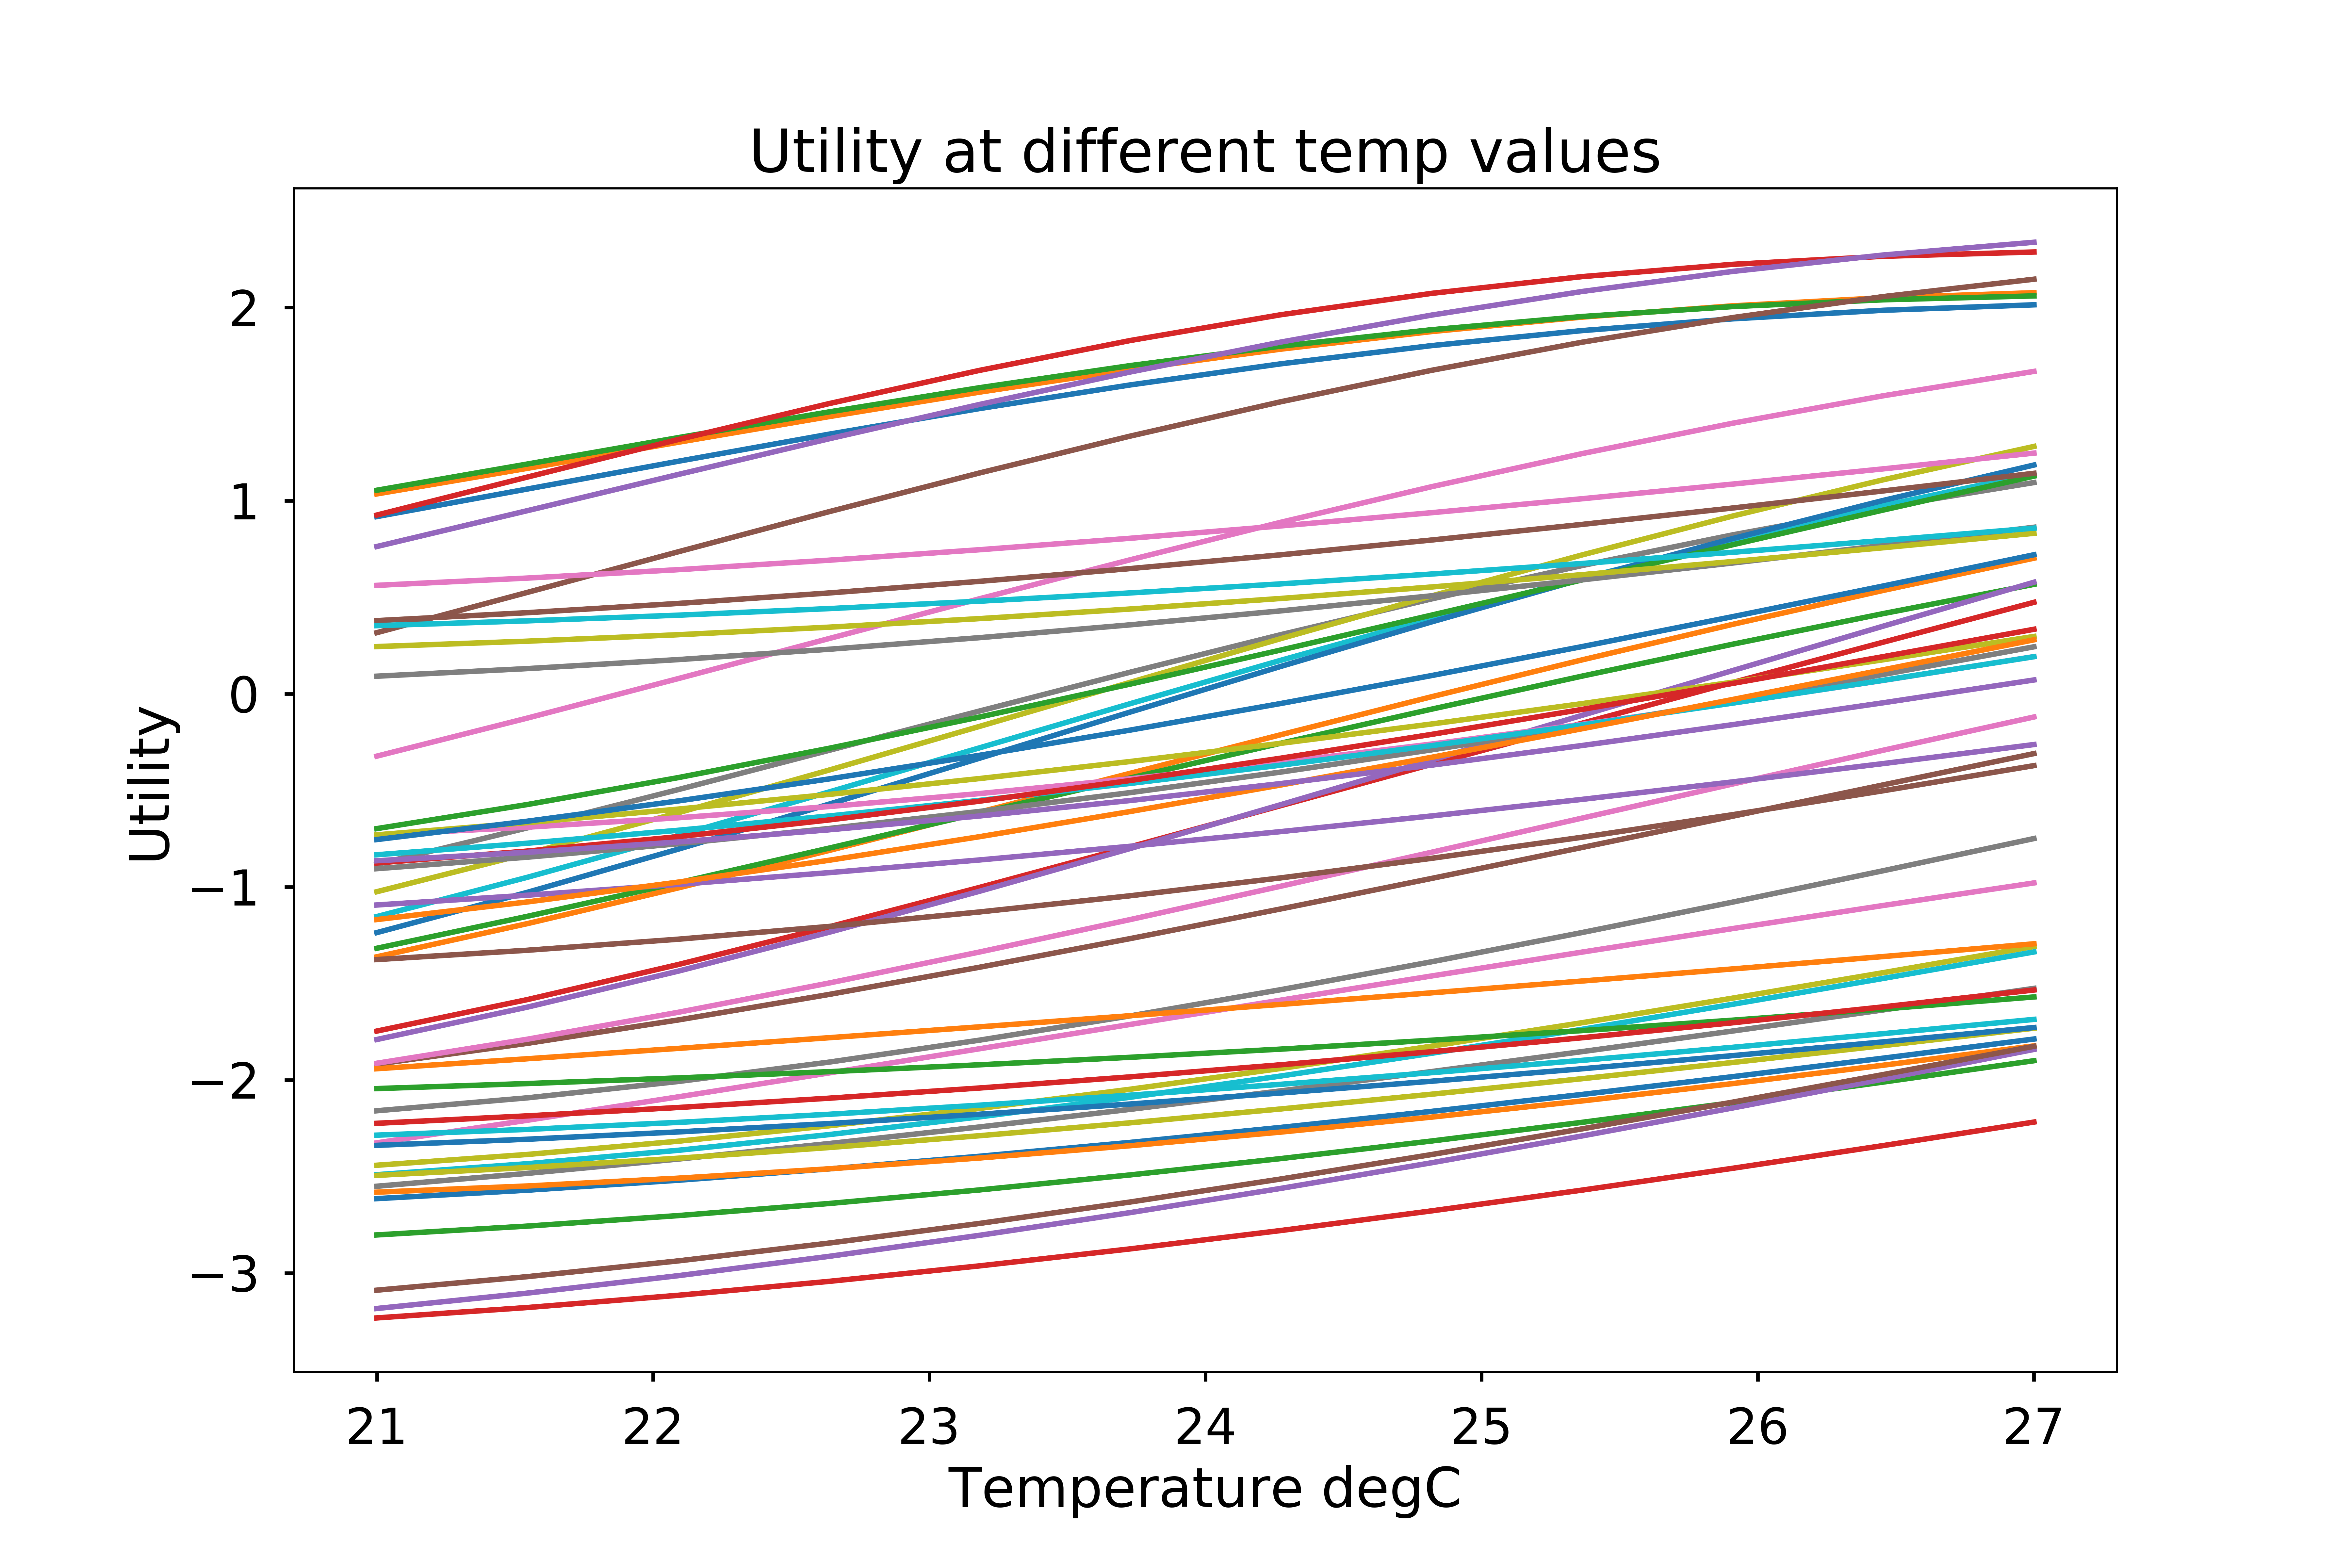 Utility at different temp values
2
1
0
−1
−2
−3
Utility
21 22 23 24 25 26 27
Temperature degC